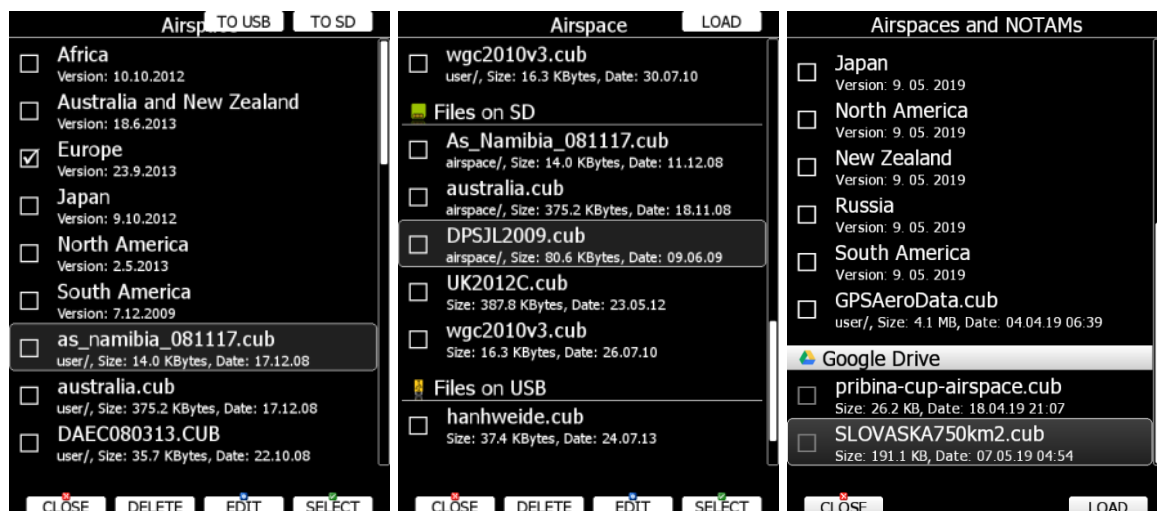 Airspace
TO USB
TO SD
Africa
Version: 10.10.2012
Australia and New Zealand
Version: 18.6.2013
Europe
Version: 23.9.2013
Japan
Version: 9.10.2012
North America
Version: 2.5.2013
South America
Version: 7.12.2009
as_namibia_081117.cub
user/, Size: 14.0 KBytes, Date: 17.12.08
australia.cub
user/, Size: 375.2 KBytes, Date: 17.12.08
DAEC080313.CUB
user/, Size: 35.7 KBytes, Date: 22.10.08
CLOSE
DELETE
EDIT
SELECT
Airspace
LOAD
wgc2010v3.cub
user/, Size: 16.3 KBytes, Date: 30.07.10
Files on SD
As_Namibia_081117.cub
airspace/, Size: 14.0 KBytes, Date: 11.12.08
australia.cub
airspace/, Size: 375.2 KBytes, Date: 18.11.08
DPSJL2009.cub
airspace/, Size: 80.6 KBytes, Date: 09.06.09
UK2012C.cub
Size: 387.8 KBytes, Date: 23.05.12
wgc2010v3.cub
Size: 16.3 KBytes, Date: 26.07.10
Files on USB
hanhweide.cub
Size: 37.4 KBytes, Date: 24.07.13
CLOSE
DELETE
EDIT
SELECT
Airspaces and NOTAMs
Japan
Version: 9. 05. 2019
North America
Version: 9. 05. 2019
New Zealand
Version: 9. 05. 2019
Russia
Version: 9. 05. 2019
South America
Version: 9. 05. 2019
GPSAeroData.cub
user/, Size: 4.1 MB, Date: 04.04.19 06:39
Google Drive
pribina-cup-airspace.cub
Size: 26.2 KB, Date: 18.04.19 21:07
SLOVASKA750km2.cub
Size: 191.1 KB, Date: 07.05.19 04:54
CLOSE
LOAD